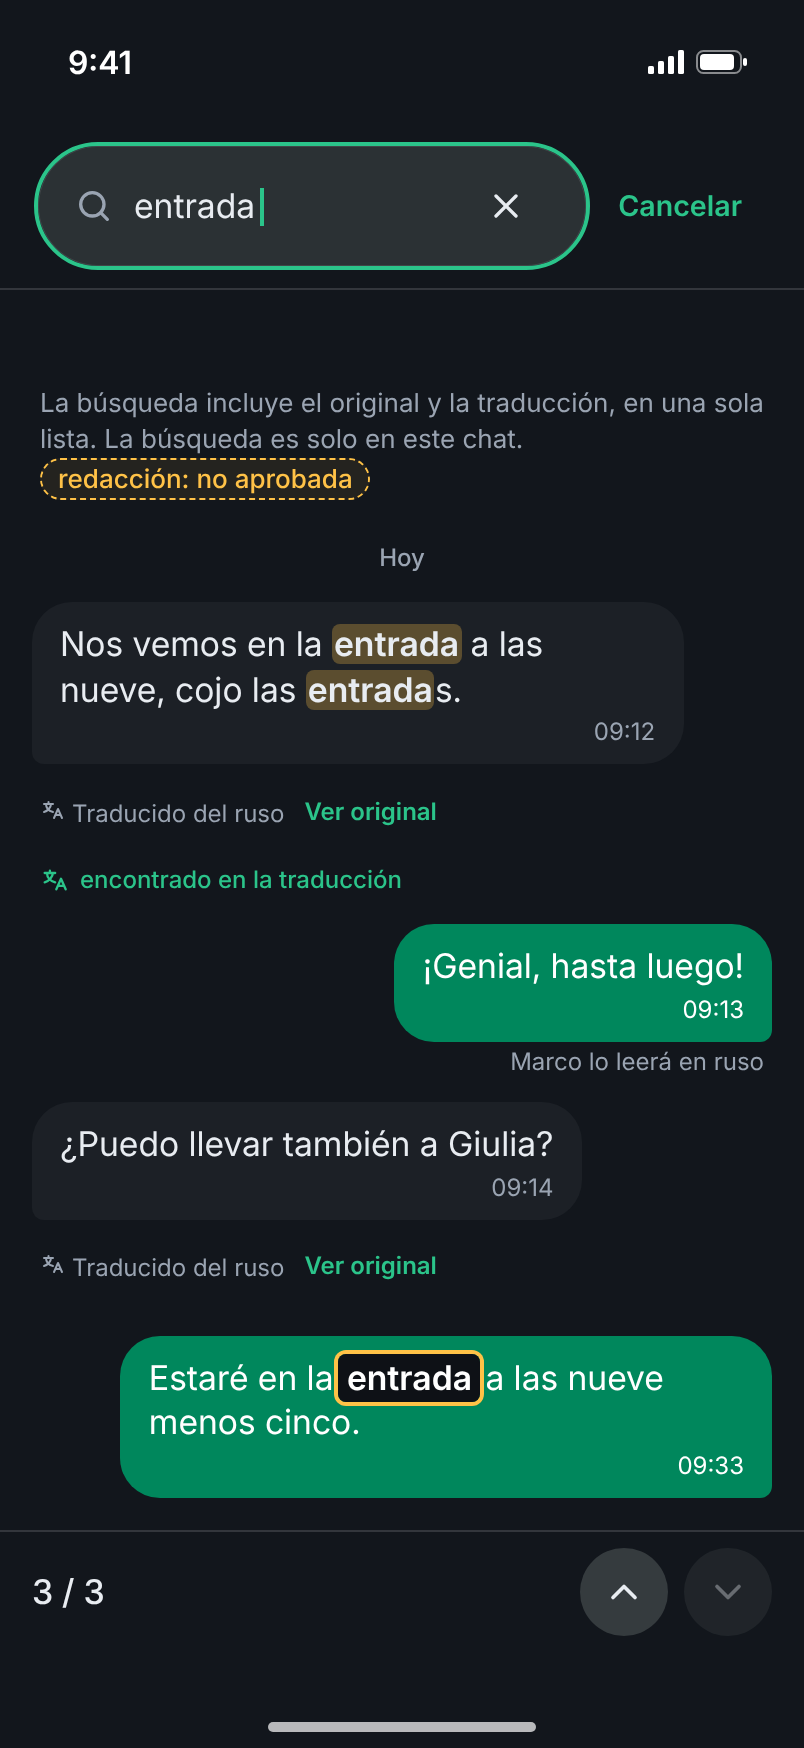 9:41
entrada
Cancelar
La búsqueda incluye el original y la traducción, en una sola
lista. La búsqueda es solo en este chat.
redacción: no aprobada
Hoy
Nos vemos en la entrada a las
nueve, cojo las entradas.
09:12
Traducido del ruso Ver original
encontrado en la traducción
¡Genial, hasta luego!
09:13
Marco lo leerá en ruso
¿Puedo llevar también a Giulia?
09:14
Traducido del ruso Ver original
Estaré en la entrada a las nueve
menos cinco.
09:33
3 / 3